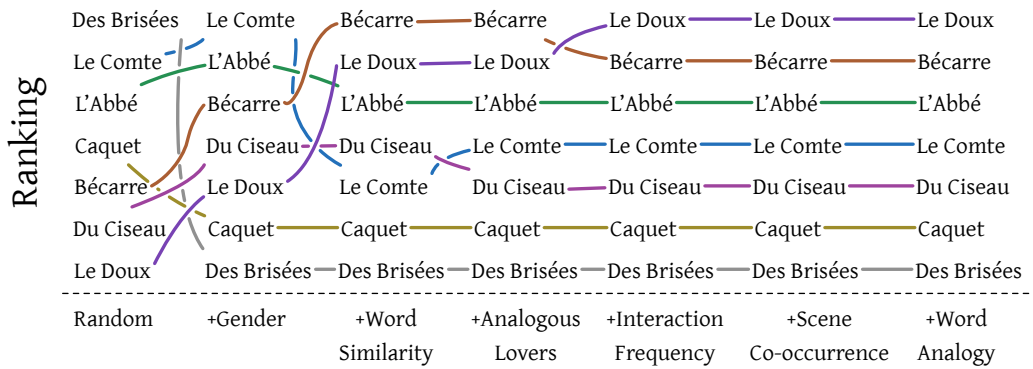 Ranking
Des Brisées Le Comte Bécarre Bécarre Le Doux Le Doux Le Doux
Le Comte L'Abbé Le Doux Le Doux Bécarre Bécarre Bécarre
L'Abbé Bécarre L'Abbé L'Abbé L'Abbé L'Abbé L'Abbé
Caquet Du Ciseau Du Ciseau Le Comte Le Comte Le Comte Le Comte
Bécarre Le Doux Le Comte Du Ciseau Du Ciseau Du Ciseau Du Ciseau
Du Ciseau Caquet Caquet Caquet Caquet Caquet Caquet
Le Doux Des Brisées Des Brisées Des Brisées Des Brisées Des Brisées Des Brisées
Random +Gender +Word +Analogous +Interaction +Scene +Word
Similarity Lovers Frequency Co-occurrence Analogy